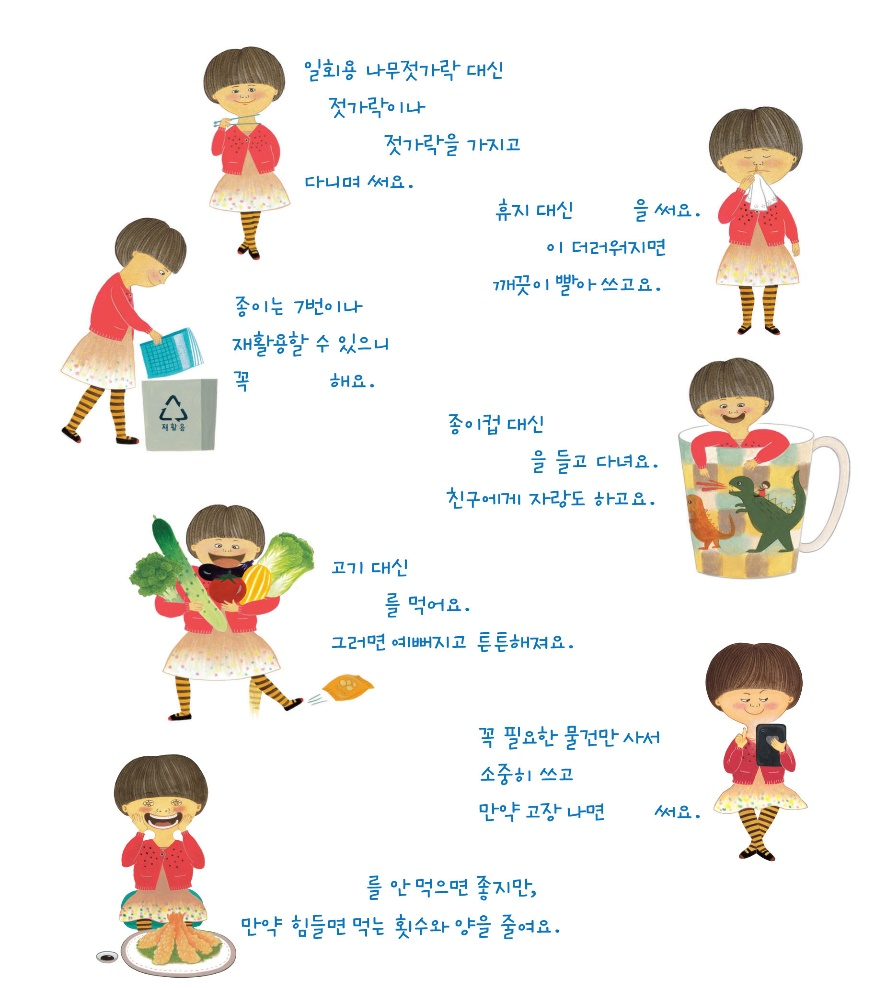 일회용 나무젓가락 대신
젓가락이나
젓가락을 가지고
다니며 써요.
휴지 대신 을 써요.
이 더러워지면
깨끗이 빨아 쓰고요.
종이는 7번이나
재활용할 수 있으니
꼭 해요.
재활용
종이컵 대신
을 들고 다녀요.
친구에게 자랑도 하고요.
고기 대신
를 먹어요.
그러면 예뻐지고 튼튼해져요.
꼭 필요한 물건만 사서
소중히 쓰고
만약 고장 나면 써요.
를 안 먹으면 좋지만,
만약 힘들면 먹는 횟수와 양을 줄여요.